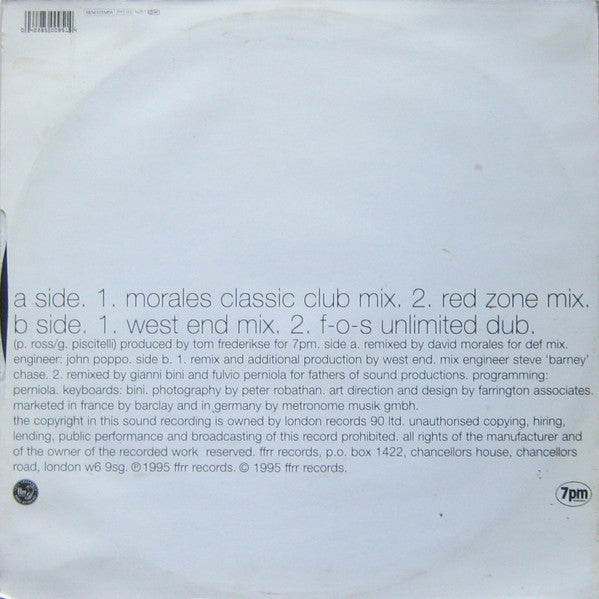 a side. 1. morales classic club mix. 2. red zone mix.
b side. 1. west end mix. 2. f-o-s unlimited dub.
(p. ross/g. piscitelli) produced by tom frederikse for 7pm. side a. remixed by david morales for def mix.
engineer: john poppo. side b. 1. remix and additional production by west end. mix engineer steve 'barney'
chase. 2. remixed by gianni bini and fulvio perniola for fathers of sound productions. programming:
perniola. keyboards: bini. photography by peter robathan. art direction and design by farrington associates.
marketed in france by barclay and in germany by metronome musik gmbh.
the copyright in this sound recording is owned by london records 90 ltd. unauthorised copying, hiring,
lending, public performance and broadcasting of this record prohibited. all rights of the manufacturer and
of the owner of the recorded work reserved. ffrr records, p.o. box 1422, chancellors house, chancellors
road, london w6 9sg. ℗1995 ffrr records. © 1995 ffrr records.
ffrr
7pm